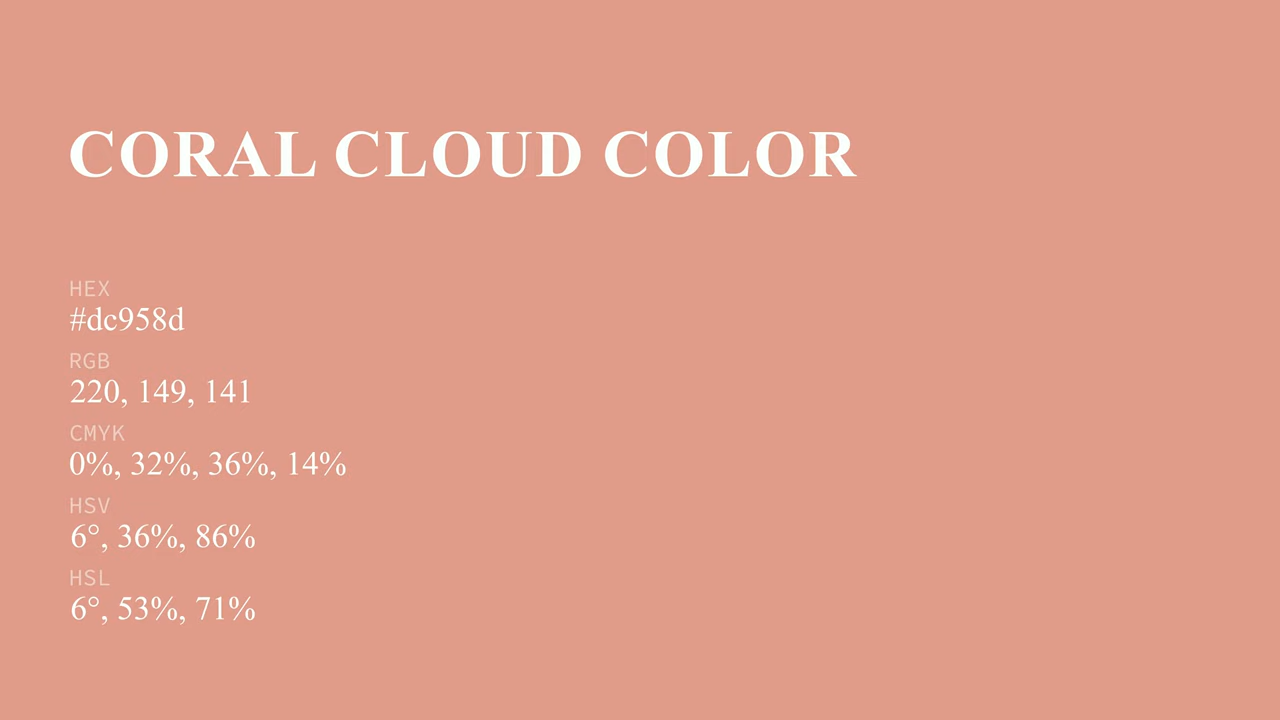 CORAL CLOUD COLOR
HEX
#dc958d
RGB
220, 149, 141
CMYK
0%, 32%, 36%, 14%
HSV
6°, 36%, 86%
HSL
6°, 53%, 71%